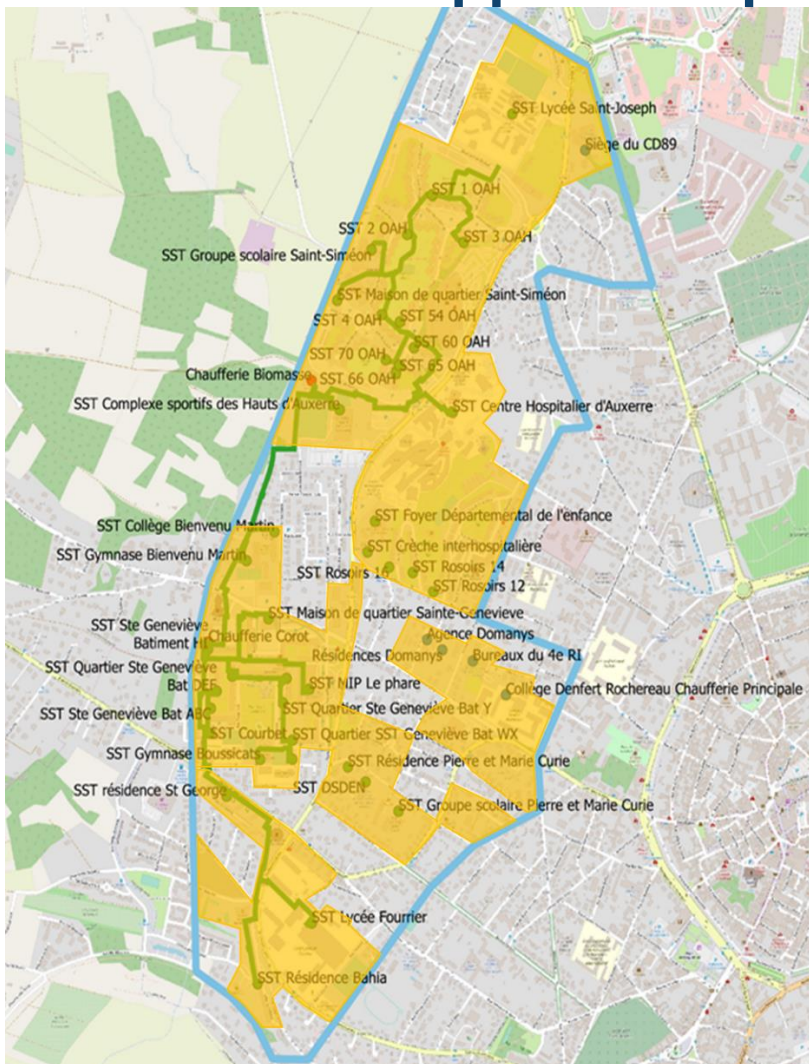 SST Lycée Saint-Joseph
Siège du CD89
SST 1 OAH
SST 2 OAH
SST 3 OAH
SST Groupe scolaire Saint-Siméon
SST Maison de quartier Saint-Siméon
SST 4 OAH
SST 54 OAH
SST 60 OAH
SST 70 OAH
SST 65 OAH
Chaufferie Biomasse
SST 66 OAH
SST Complexe sportifs des Hauts d'Auxerre
SST Centre Hospitalier d'Auxerre
SST Foyer Départemental de l'enfance
SST Collège Bienvenu Martin
SST Crèche interhospitalière
SST Gymnase Bienvenu Martin
SST Rosoirs 16
SST Rosoirs 14
SST Rosoirs 12
SST Maison de quartier Sainte-Genevieve
SST Ste Geneviève
Batiment HI
Chaufferie Corot
Agence Domanys
Résidences Domanys
Bureaux du 4e RI
SST Quartier Ste Geneviève
Bat DEF
SST MIP Le phare
Collège Denfert Rochereau Chaufferie Principale
SST Ste Geneviève Bat ABC
SST Quartier Ste Geneviève Bat Y
SST Courbet
SST Quartier SST Geneviève Bat WX
SST Gymnase Boussicats
SST Résidence Pierre et Marie Curie
SST résidence St George
SST DSDEN
SST Groupe scolaire Pierre et Marie Curie
SST Lycée Fourrier
SST Résidence Bahia